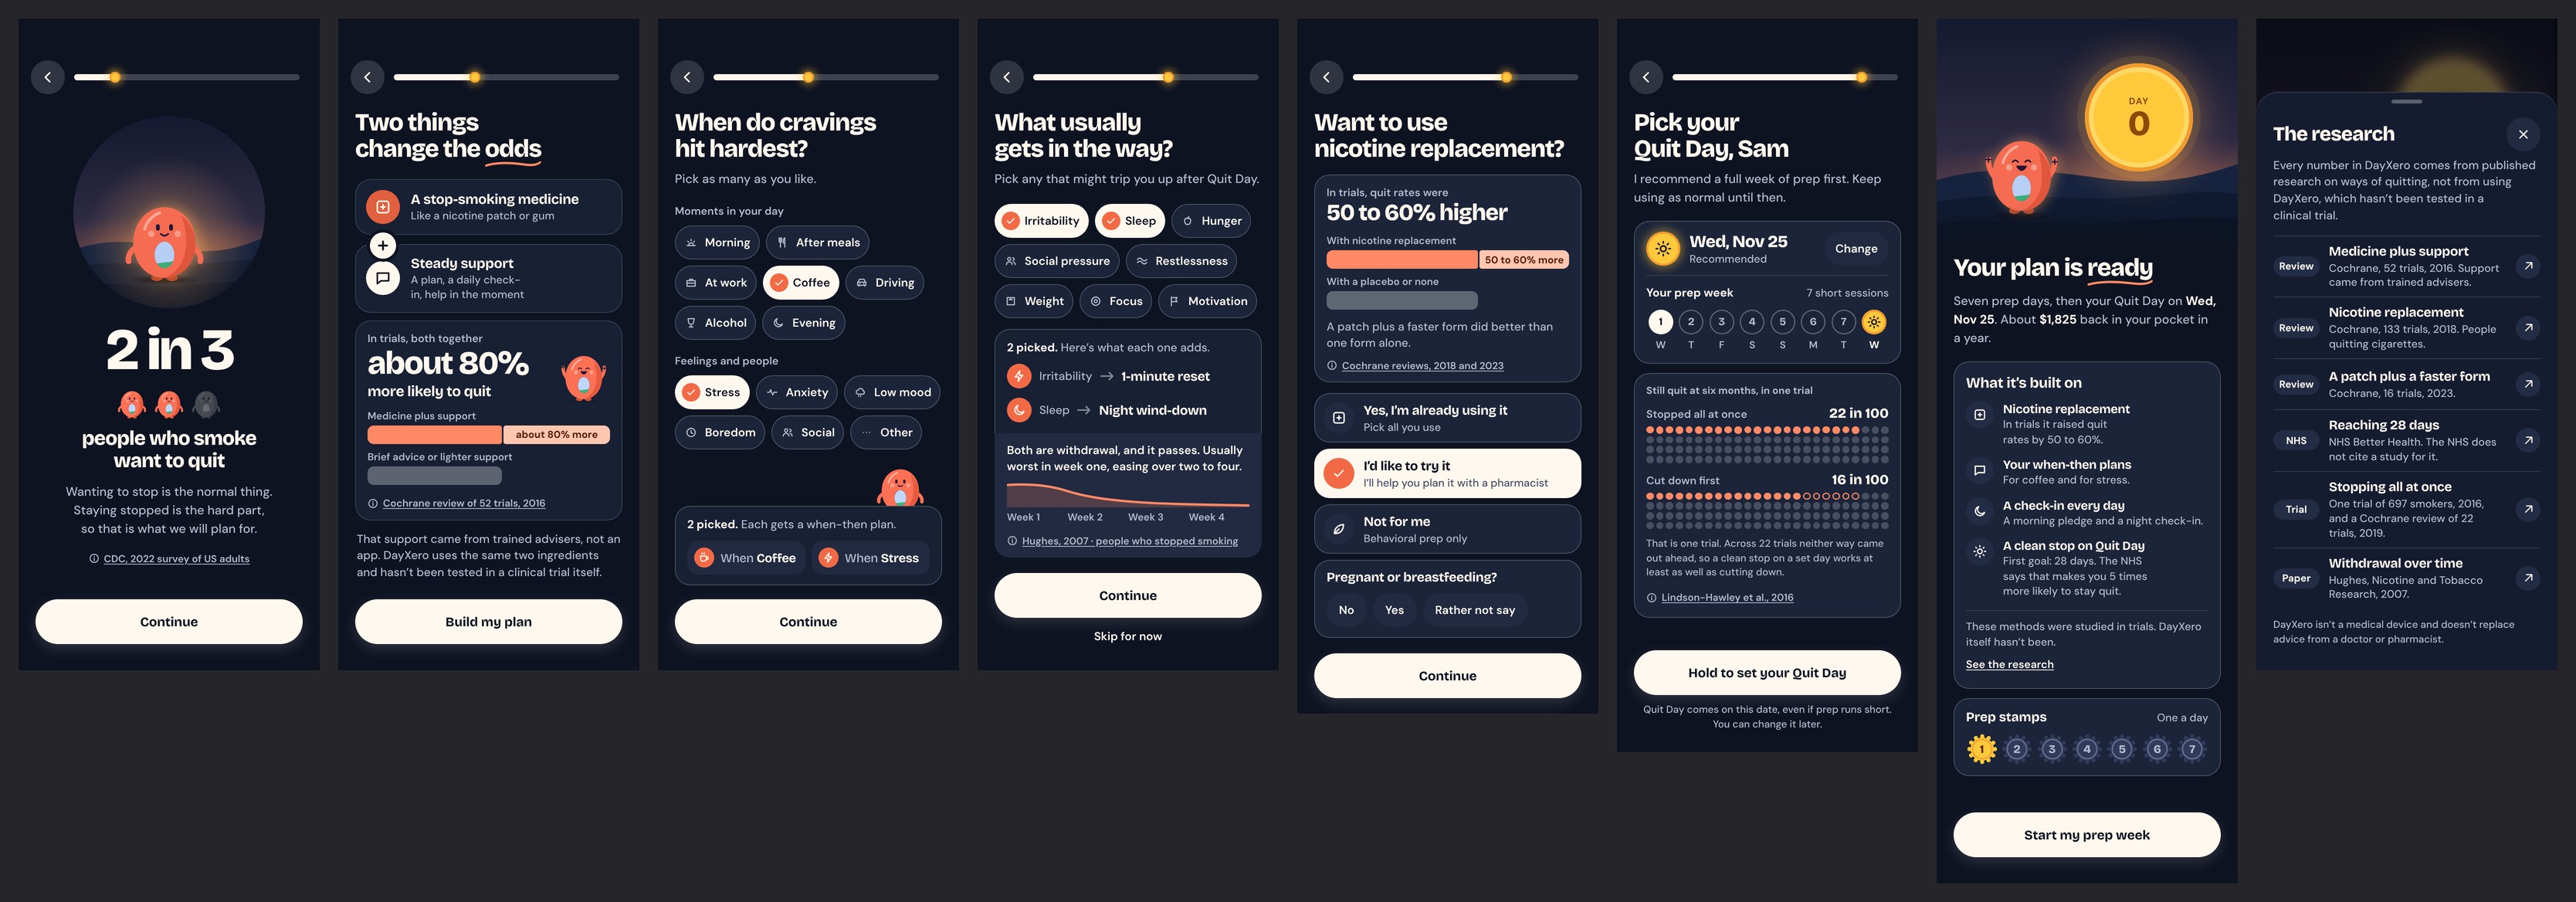 2 in 3
people who smoke
want to quit
Wanting to stop is the normal thing.
Staying stopped is the hard part,
so that is what we will plan for.
CDC, 2022 survey of US adults
Continue
Two things
change the odds
A stop-smoking medicine
Like a nicotine patch or gum
+
Steady support
A plan, a daily check-
in, help in the moment
In trials, both together
about 80%
more likely to quit
Medicine plus support
about 80% more
Brief advice or lighter support
Cochrane review of 52 trials, 2016
That support came from trained advisers, not an
app. DayXero uses the same two ingredients
and hasn't been tested in a clinical trial itself.
Build my plan
When do cravings
hit hardest?
Pick as many as you like.
Moments in your day
Morning
After meals
At work
Coffee
Driving
Alcohol
Evening
Feelings and people
Stress
Anxiety
Low mood
Boredom
Social
Other
2 picked. Each gets a when-then plan.
When Coffee
When Stress
Continue
What usually
gets in the way?
Pick any that might trip you up after Quit Day.
Irritability
Sleep
Hunger
Social pressure
Restlessness
Weight
Focus
Motivation
2 picked. Here's what each one adds.
Irritability → 1-minute reset
Sleep → Night wind-down
Both are withdrawal, and it passes. Usually
worst in week one, easing over two to four.
Week 1 Week 2 Week 3 Week 4
Hughes, 2007 · people who stopped smoking
Continue
Skip for now
Want to use
nicotine replacement?
In trials, quit rates were
50 to 60% higher
With nicotine replacement
50 to 60% more
With a placebo or none
A patch plus a faster form did better than
one form alone.
Cochrane reviews, 2018 and 2023
Yes, I'm already using it
Pick all you use
I'd like to try it
I'll help you plan it with a pharmacist
Not for me
Behavioral prep only
Pregnant or breastfeeding?
No
Yes
Rather not say
Continue
Pick your
Quit Day, Sam
I recommend a full week of prep first. Keep
using as normal until then.
Wed, Nov 25
Recommended
Change
Your prep week
7 short sessions
1 2 3 4 5 6 7
W T F S S M T W
Still quit at six months, in one trial
Stopped all at once 22 in 100
Cut down first 16 in 100
That is one trial. Across 22 trials neither way came
out ahead, so a clean stop on a set day works at
least as well as cutting down.
Lindson-Hawley et al., 2016
Hold to set your Quit Day
Quit Day comes on this date, even if prep runs short.
You can change it later.
DAY
0
Your plan is ready
Seven prep days, then your Quit Day on Wed,
Nov 25. About $1,825 back in your pocket in
a year.
What it's built on
Nicotine replacement
In trials it raised quit
rates by 50 to 60%.
Your when-then plans
For coffee and for stress.
A check-in every day
A morning pledge and a night check-in.
A clean stop on Quit Day
First goal: 28 days. The NHS
says that makes you 5 times
more likely to stay quit.
These methods were studied in trials. DayXero
itself hasn't been.
See the research
Prep stamps
One a day
1 2 3 4 5 6 7
Start my prep week
The research
Every number in DayXero comes from published
research on ways of quitting, not from using
DayXero, which hasn't been tested in a
clinical trial.
Review
Medicine plus support
Cochrane, 52 trials, 2016. Support
came from trained advisers.
Review
Nicotine replacement
Cochrane, 133 trials, 2018. People
quitting cigarettes.
Review
A patch plus a faster form
Cochrane, 16 trials, 2023.
NHS
Reaching 28 days
NHS Better Health. The NHS does
not cite a study for it.
Trial
Stopping all at once
One trial of 697 smokers, 2016,
and a Cochrane review of 22
trials, 2019.
Paper
Withdrawal over time
Hughes, Nicotine and Tobacco
Research, 2007.
DayXero isn't a medical device and doesn't replace
advice from a doctor or pharmacist.